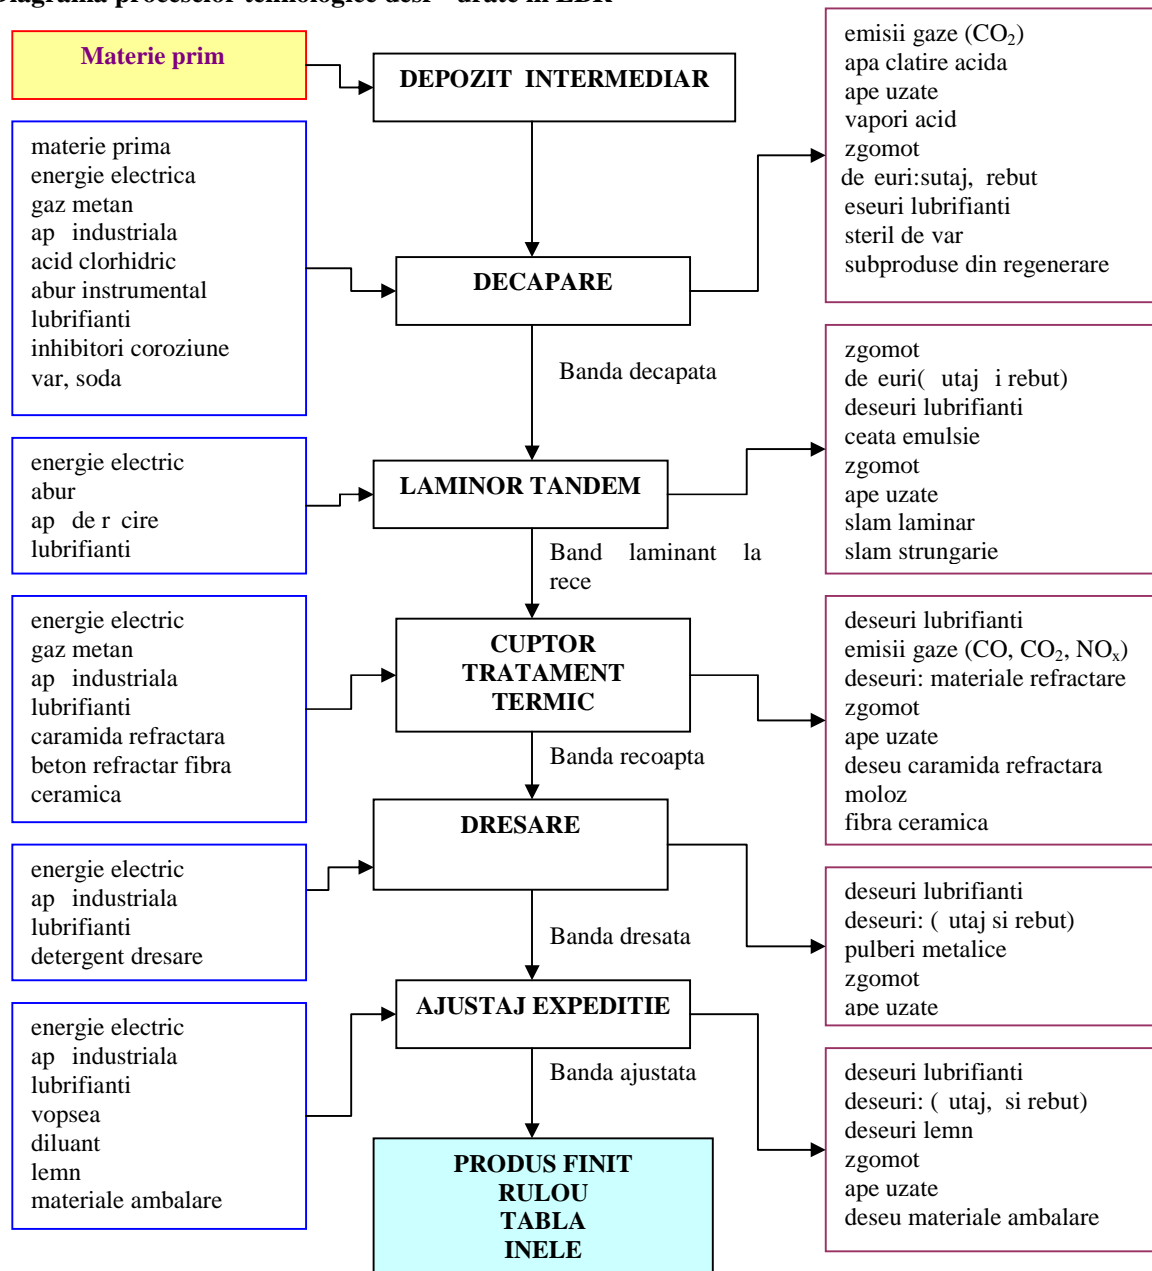 Diagrama proceselor tehnologice desf urate în LBR
Materie prim
DEPOZIT INTERMEDIAR
emisii gaze (CO₂)
apa clatire acida
ape uzate
vapori acid
zgomot
de euri:sutaj, rebut
eseuri lubrifianti
steril de var
subproduse din regenerare
materie prima
energie electrica
gaz metan
ap industriala
acid clorhidric
abur instrumental
lubrifianti
inhibitori coroziune
var, soda
DECAPARE
Banda decapata
zgomot
de euri( utaj i rebut)
deseuri lubrifianti
ceata emulsie
zgomot
ape uzate
slam laminar
slam strungarie
energie electric
abur
ap de r cire
lubrifianti
LAMINOR TANDEM
Band laminant la
rece
energie electric
gaz metan
ap industriala
lubrifianti
caramida refractara
beton refractar fibra
ceramica
CUPTOR
TRATAMENT
TERMIC
deseuri lubrifianti
emisii gaze (CO, CO₂, NOₓ)
deseuri: materiale refractare
zgomot
ape uzate
deseu caramida refractara
moloz
fibra ceramica
Banda recoapta
DRESARE
energie electric
ap industriala
lubrifianti
detergent dresare
deseuri lubrifianti
deseuri: ( utaj si rebut)
pulberi metalice
zgomot
ape uzate
Banda dresata
AJUSTAJ EXPEDITIE
energie electric
ap industriala
lubrifianti
vopsea
diluant
lemn
materiale ambalare
Banda ajustata
deseuri lubrifianti
deseuri: ( utaj, si rebut)
deseuri lemn
zgomot
ape uzate
deseu materiale ambalare
PRODUS FINIT
RULOU
TABLA
INELE